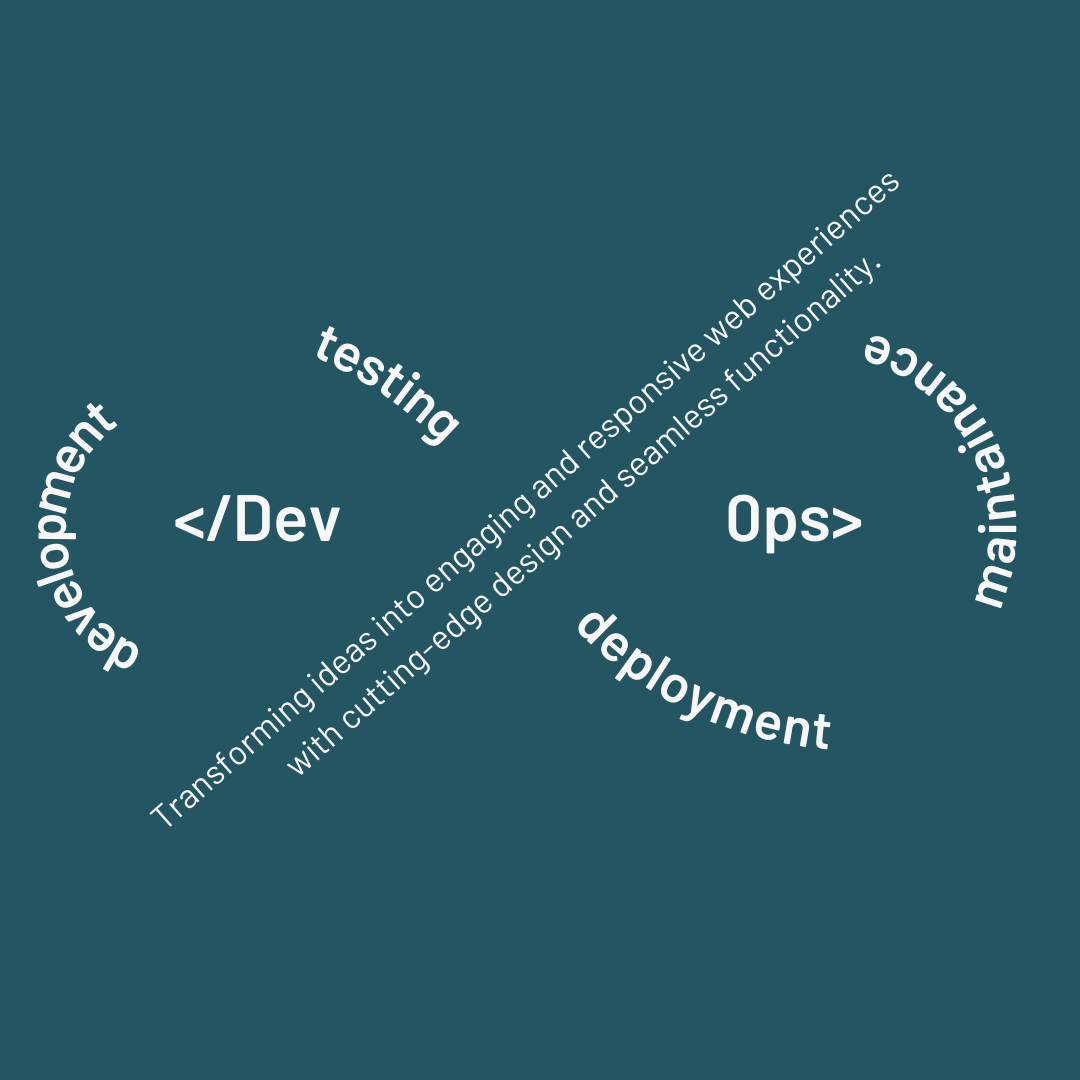 development
testing
</Dev
Transforming ideas into engaging and responsive web experiences
with cutting-edge design and seamless functionality.
Ops>
deployment
maintainance